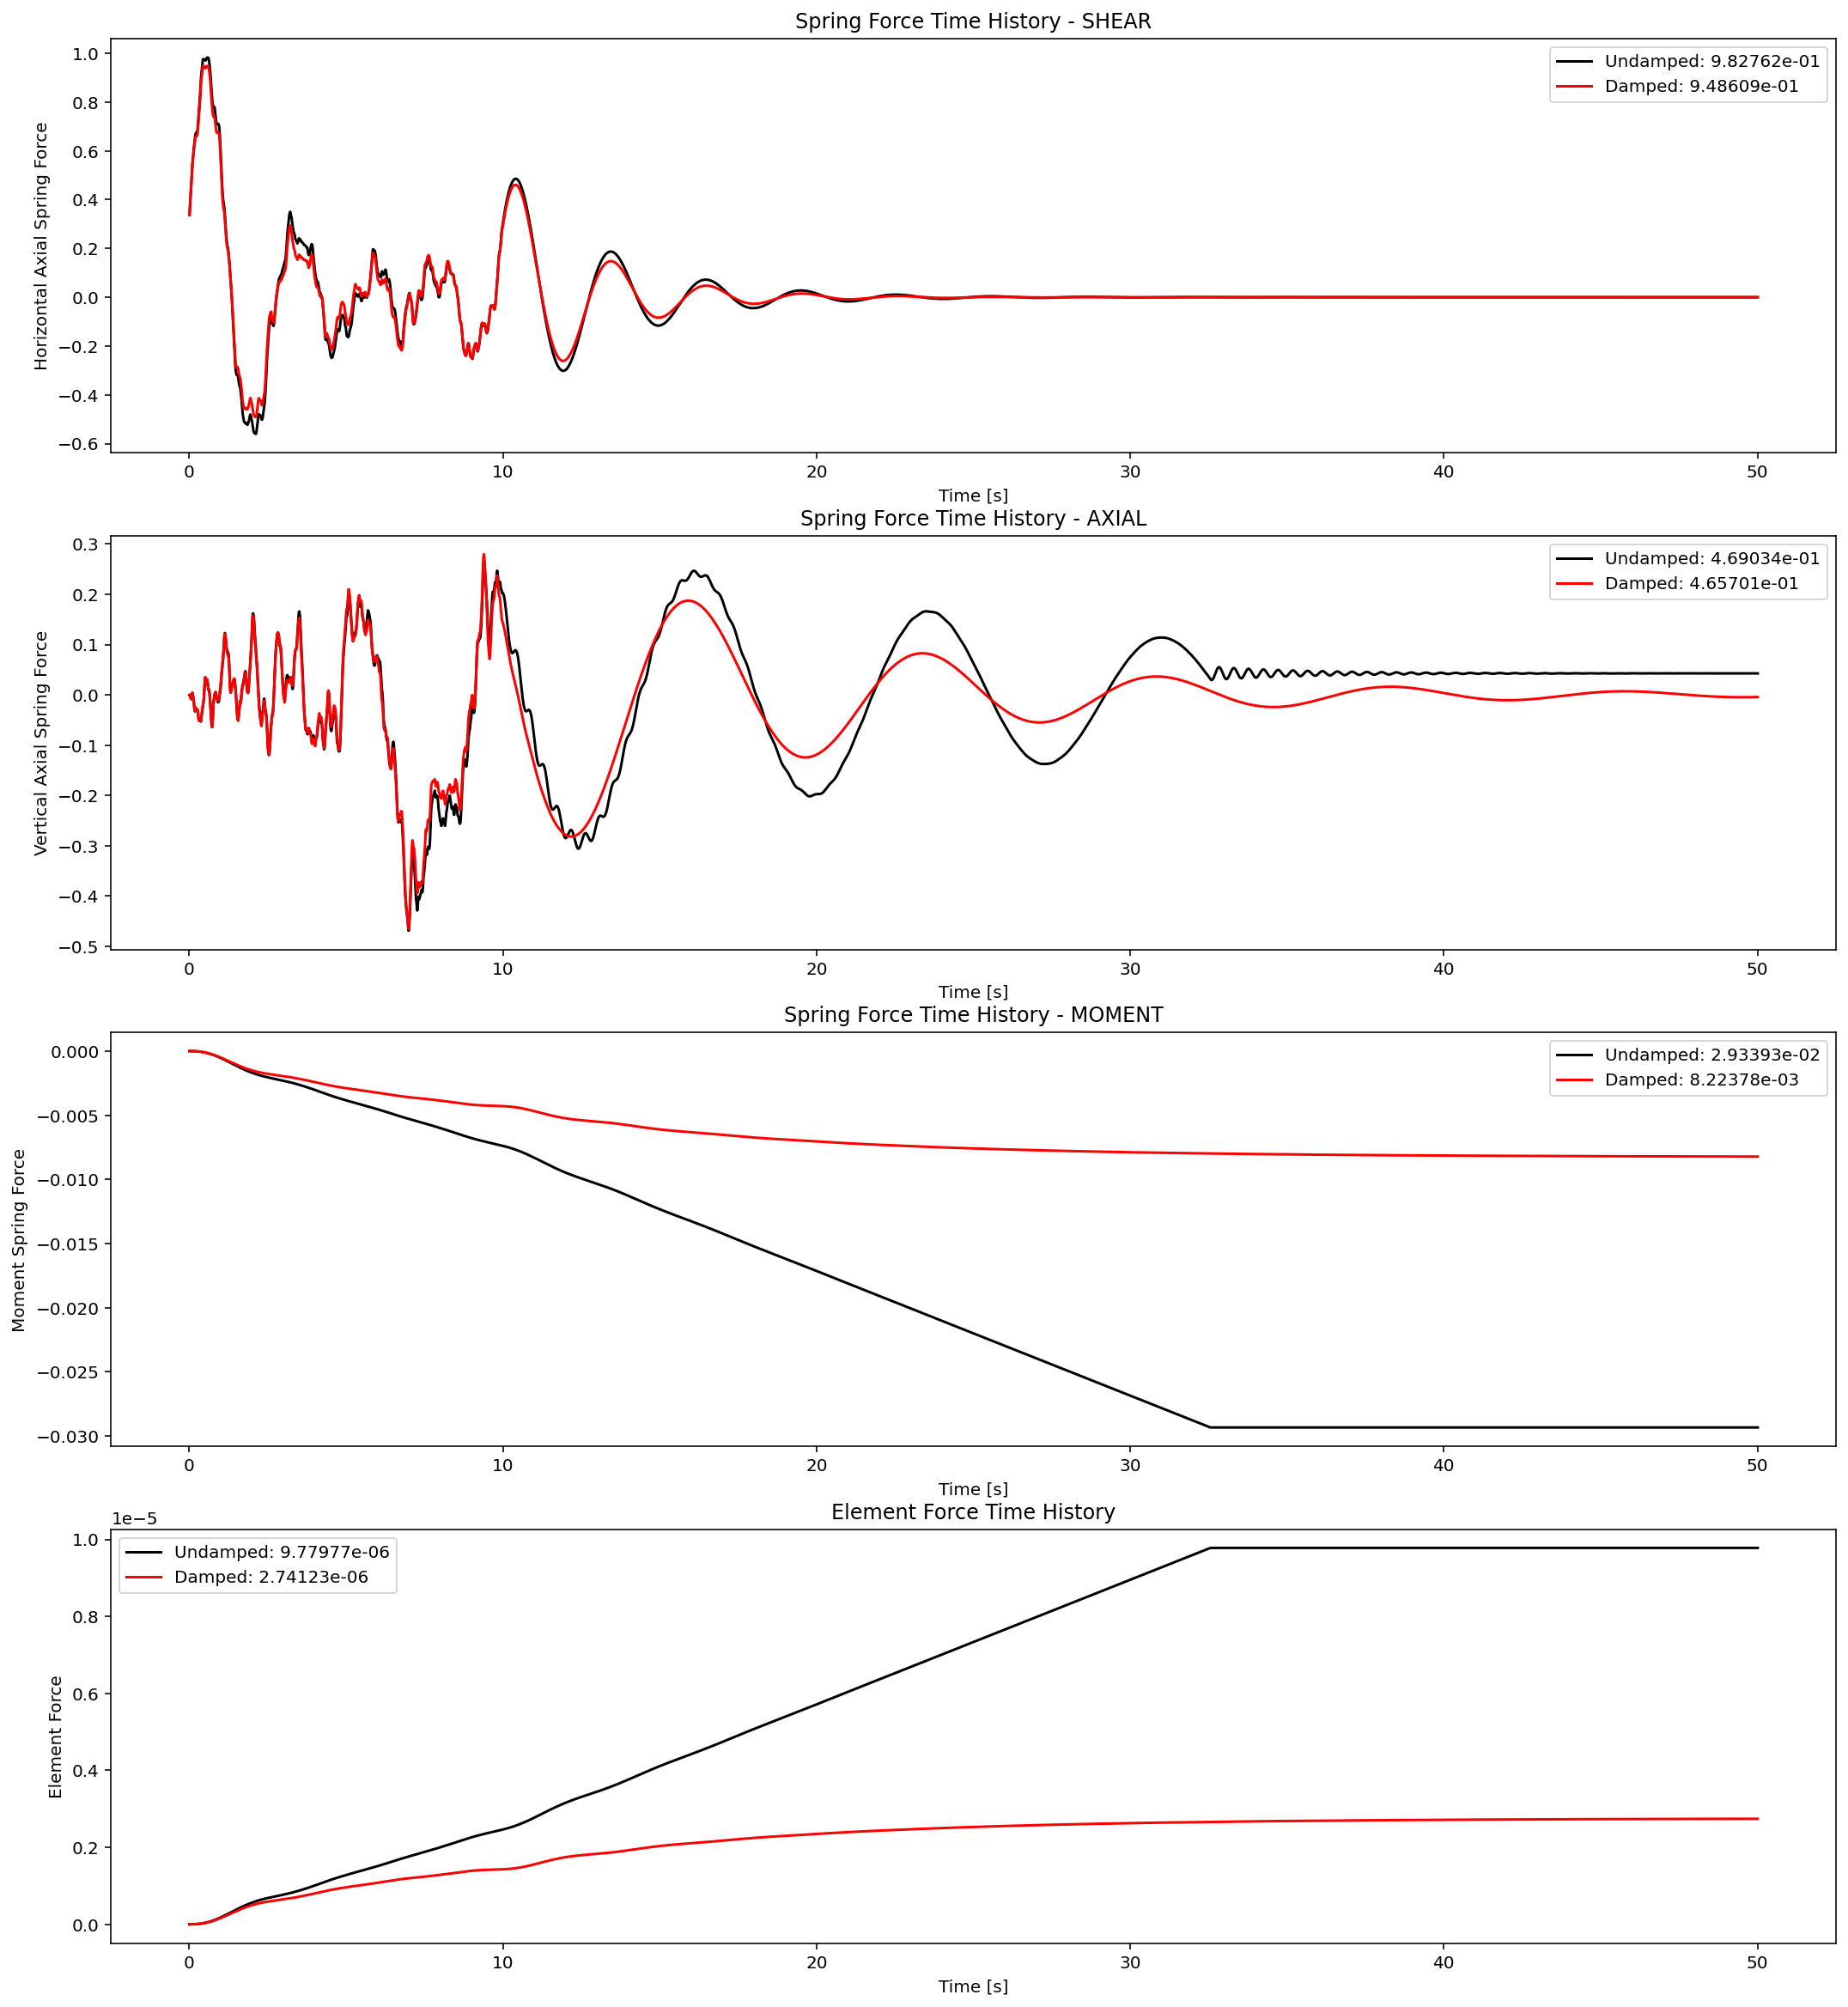 Spring Force Time History - SHEAR
Horizontal Axial Spring Force
1.0
0.8
0.6
0.4
0.2
0.0
−0.2
−0.4
−0.6
Undamped: 9.82762e-01
Damped: 9.48609e-01
0 10 20 30 40 50
Time [s]
Spring Force Time History - AXIAL
Vertical Axial Spring Force
0.3
0.2
0.1
0.0
−0.1
−0.2
−0.3
−0.4
−0.5
Undamped: 4.69034e-01
Damped: 4.65701e-01
0 10 20 30 40 50
Time [s]
Spring Force Time History - MOMENT
Moment Spring Force
0.000
−0.005
−0.010
−0.015
−0.020
−0.025
−0.030
Undamped: 2.93393e-02
Damped: 8.22378e-03
0 10 20 30 40 50
Time [s]
Element Force Time History
1e−5
Element Force
1.0
0.8
0.6
0.4
0.2
0.0
Undamped: 9.77977e-06
Damped: 2.74123e-06
0 10 20 30 40 50
Time [s]